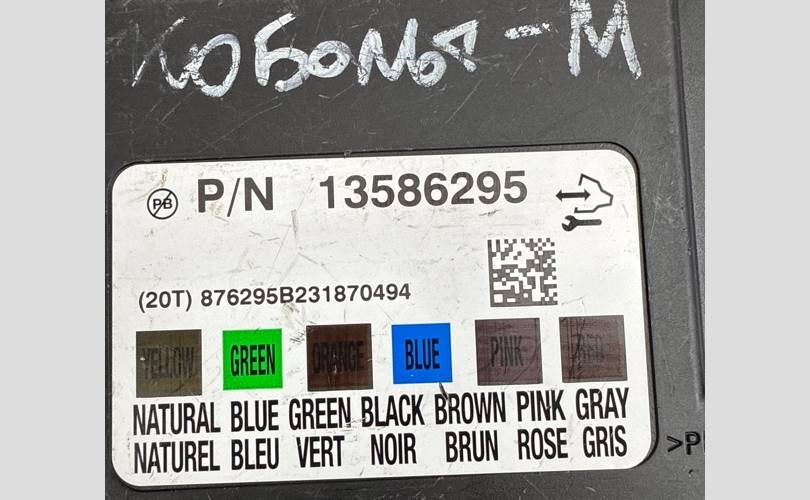 PB
P/N 13586295
(20T) 876295B231870494
YELLOW GREEN ORANGE BLUE PINK RED
NATURAL BLUE GREEN BLACK BROWN PINK GRAY
NATUREL BLEU VERT NOIR BRUN ROSE GRIS
>P